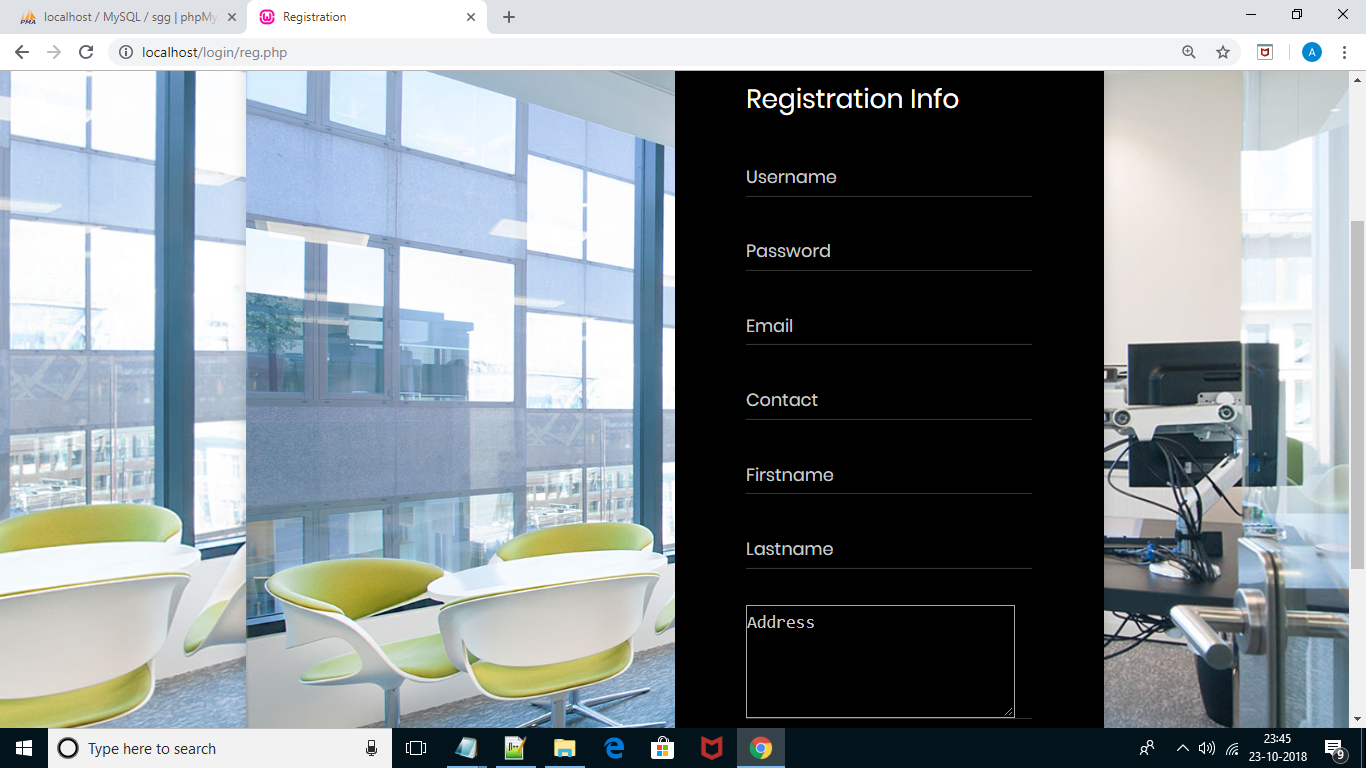 localhost / MySQL / sgg | phpMy
Registration
localhost/login/reg.php
A
Registration Info
Username
Password
Email
Contact
Firstname
Lastname
Address
Type here to search
23:45
23-10-2018
9